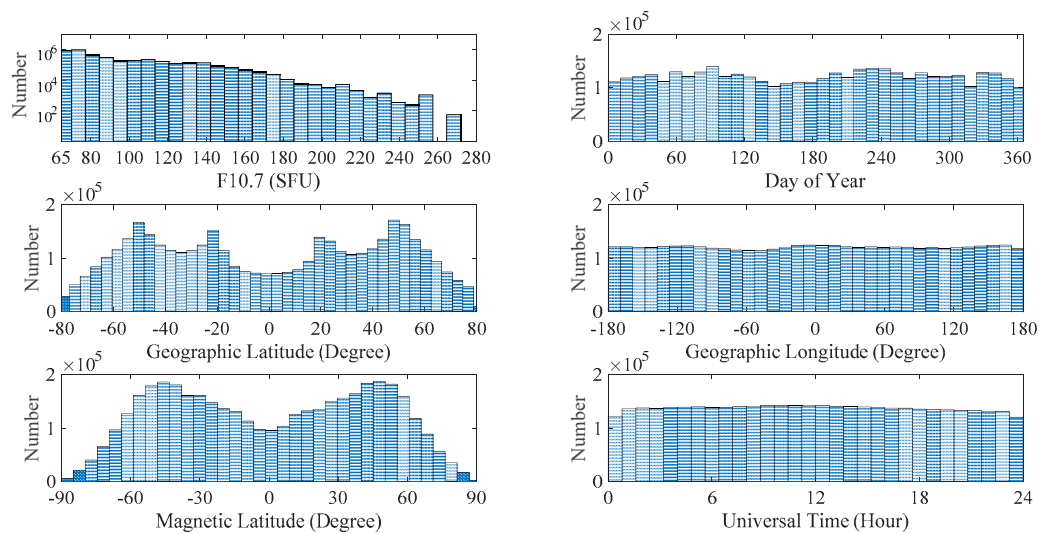 Number
10^6
10^4
10^2
65 80 100 120 140 160 180 200 220 240 260 280
F10.7 (SFU)
2 ×10^5
Number
1
0
0 60 120 180 240 300 360
Day of Year
2 ×10^5
Number
1
0
-80 -60 -40 -20 0 20 40 60 80
Geographic Latitude (Degree)
2 ×10^5
Number
1
0
-180 -120 -60 0 60 120 180
Geographic Longitude (Degree)
2 ×10^5
Number
1
0
-90 -60 -30 0 30 60 90
Magnetic Latitude (Degree)
2 ×10^5
Number
1
0
0 6 12 18 24
Universal Time (Hour)